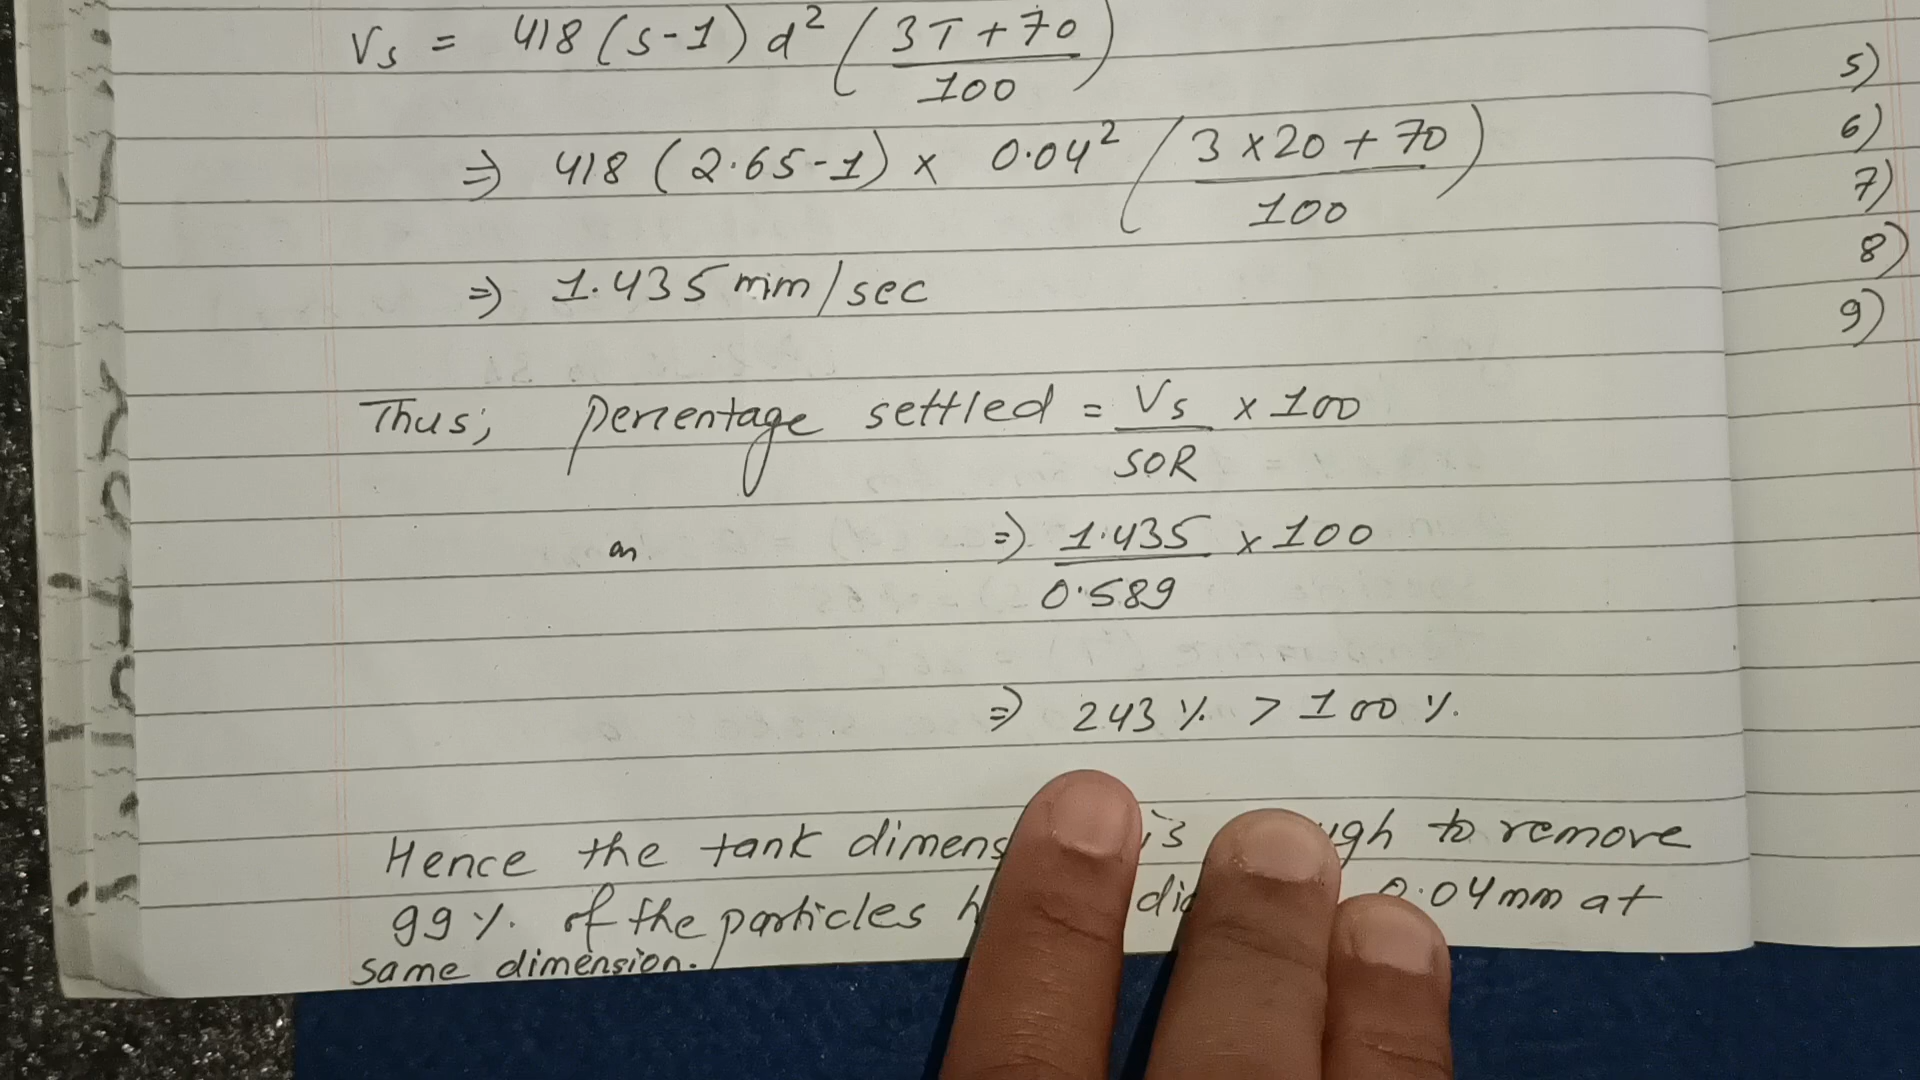 Vs = 418 (s-1) d² (3T + 70 / 100)
⇒ 418 (2.65-1) × 0.04² (3 × 20 + 70 / 100)
⇒ 1.435 mm/sec
Thus; percentage settled = Vs / SOR × 100
⇒ 1.435 / 0.589 × 100
⇒ 243 % > 100 %.
Hence the tank is to remove
99 %. of the particles 0.04 mm at
same dimension.
5)
6)
7)
8)
9)